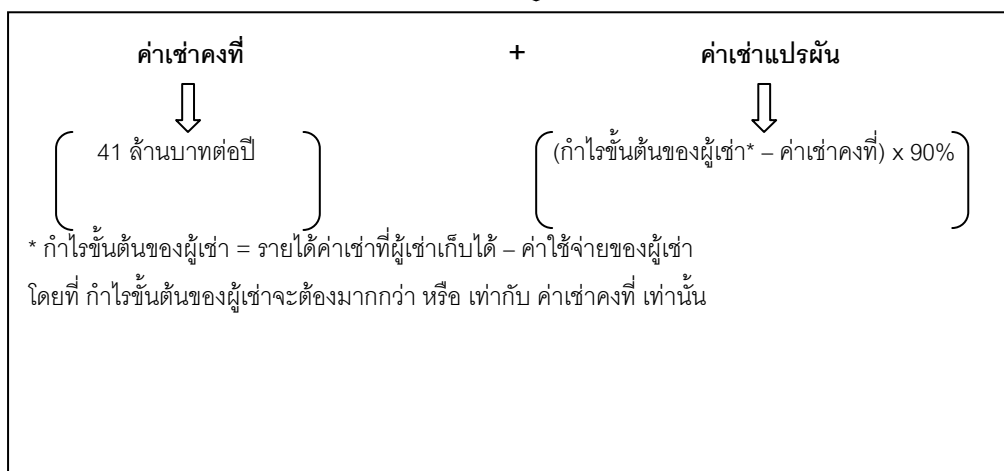 ค่าเช่าคงที่ + ค่าเช่าแปรผัน
41 ล้านบาทต่อปี (กำไรขั้นต้นของผู้เช่า* – ค่าเช่าคงที่) x 90%
* กำไรขั้นต้นของผู้เช่า = รายได้ค่าเช่าที่ผู้เช่าเก็บได้ – ค่าใช้จ่ายของผู้เช่า
โดยที่ กำไรขั้นต้นของผู้เช่าจะต้องมากกว่า หรือ เท่ากับ ค่าเช่าคงที่ เท่านั้น